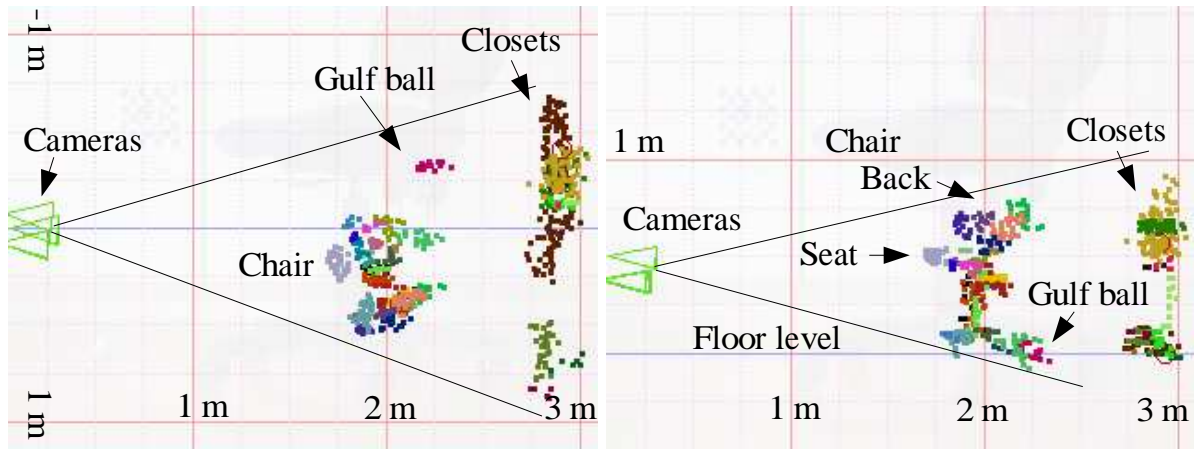 -1 m
Closets
Gulf ball
Cameras
Chair
1 m
1 m
2 m
3 m
1 m
Chair
Closets
Back
Cameras
Seat
Gulf ball
Floor level
1 m
2 m
3 m